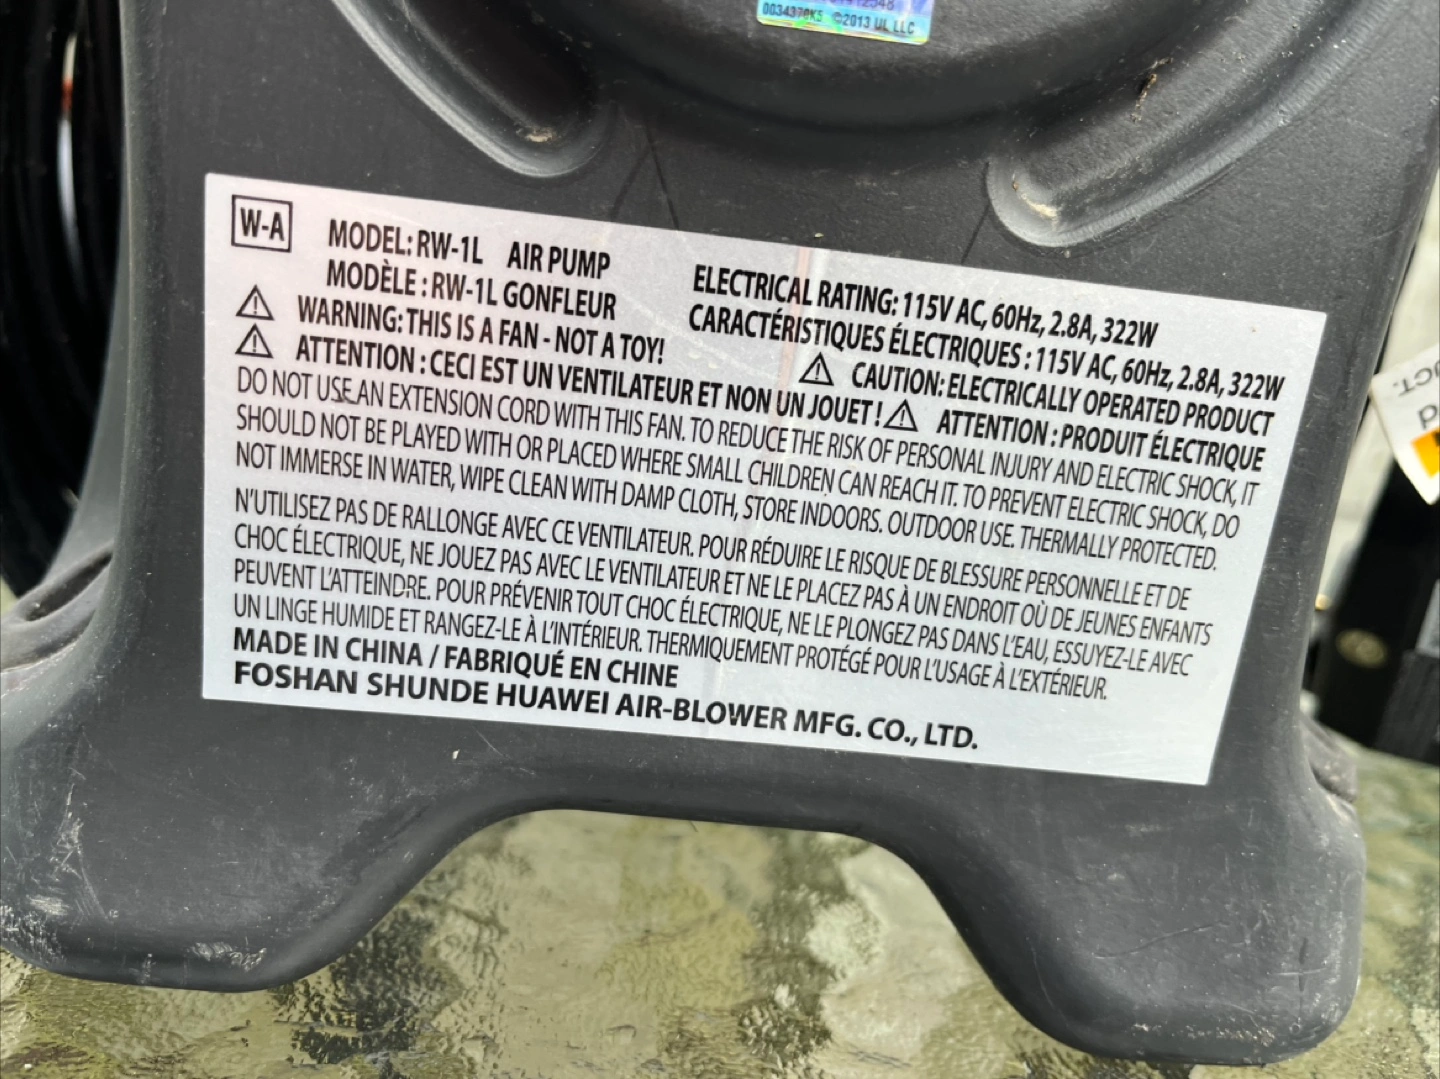 0034370K5 ©2013 UL LLC
W-A
MODEL: RW-1L AIR PUMP
MODÈLE : RW-1L GONFLEUR
ELECTRICAL RATING: 115V AC, 60Hz, 2.8A, 322W
CARACTÉRISTIQUES ÉLECTRIQUES : 115V AC, 60Hz, 2.8A, 322W
WARNING: THIS IS A FAN - NOT A TOY!
CAUTION: ELECTRICALLY OPERATED PRODUCT
ATTENTION : CECI EST UN VENTILATEUR ET NON UN JOUET !
ATTENTION : PRODUIT ÉLECTRIQUE
DO NOT USE AN EXTENSION CORD WITH THIS FAN. TO REDUCE THE RISK OF PERSONAL INJURY AND ELECTRIC SHOCK, IT
SHOULD NOT BE PLAYED WITH OR PLACED WHERE SMALL CHILDREN CAN REACH IT. TO PREVENT ELECTRIC SHOCK, DO
NOT IMMERSE IN WATER, WIPE CLEAN WITH DAMP CLOTH, STORE INDOORS. OUTDOOR USE. THERMALLY PROTECTED.
N'UTILISEZ PAS DE RALLONGE AVEC CE VENTILATEUR. POUR RÉDUIRE LE RISQUE DE BLESSURE PERSONNELLE ET DE
CHOC ÉLECTRIQUE, NE JOUEZ PAS AVEC LE VENTILATEUR ET NE LE PLACEZ PAS À UN ENDROIT OÙ DE JEUNES ENFANTS
PEUVENT L'ATTEINDRE. POUR PRÉVENIR TOUT CHOC ÉLECTRIQUE, NE LE PLONGEZ PAS DANS L'EAU, ESSUYEZ-LE AVEC
UN LINGE HUMIDE ET RANGEZ-LE À L'INTÉRIEUR. THERMIQUEMENT PROTÉGÉ POUR L'USAGE À L'EXTÉRIEUR.
MADE IN CHINA / FABRIQUÉ EN CHINE
FOSHAN SHUNDE HUAWEI AIR-BLOWER MFG. CO., LTD.